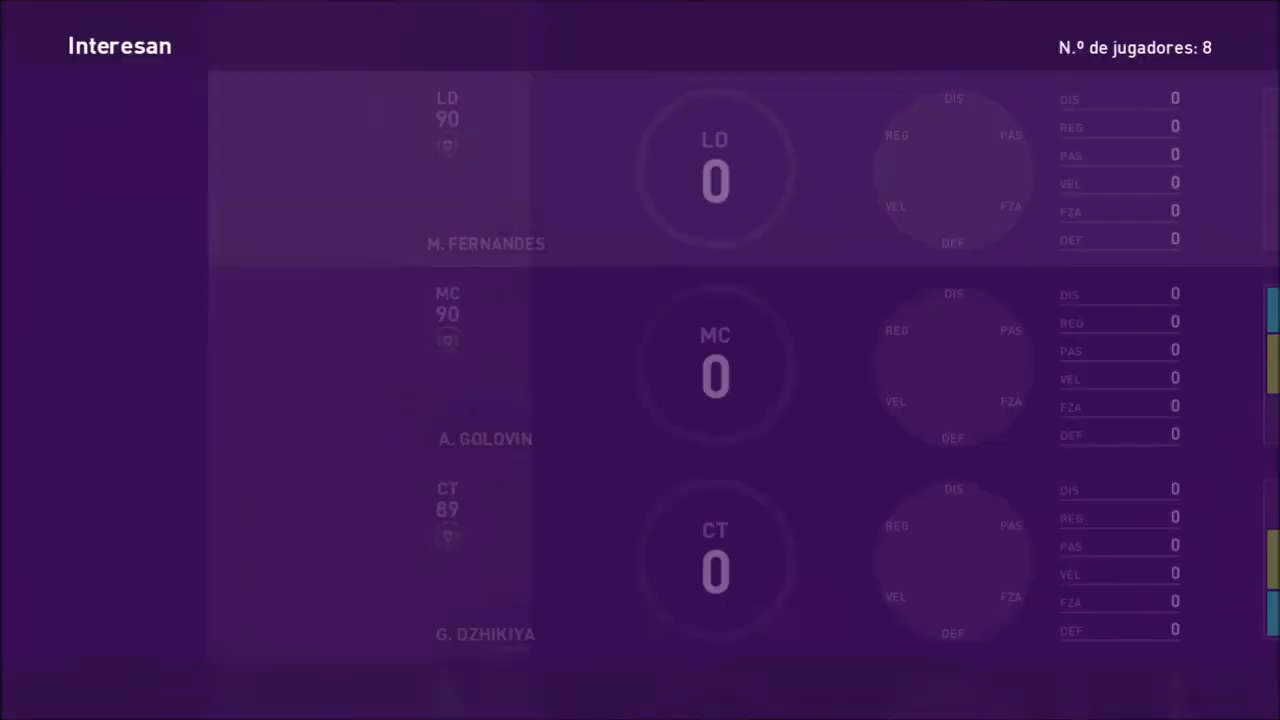 Interesan
N.º de jugadores: 8
LD
90
M. FERNANDES
LD
0
DIS
REG
PAS
VEL
FZA
DEF
DIS 0
REG 0
PAS 0
VEL 0
FZA 0
DEF 0
MC
90
A. GOLOVIN
MC
0
DIS
REG
PAS
VEL
FZA
DEF
DIS 0
REG 0
PAS 0
VEL 0
FZA 0
DEF 0
CT
89
G. DZHIKIYA
CT
0
DIS
REG
PAS
VEL
FZA
DEF
DIS 0
REG 0
PAS 0
VEL 0
FZA 0
DEF 0